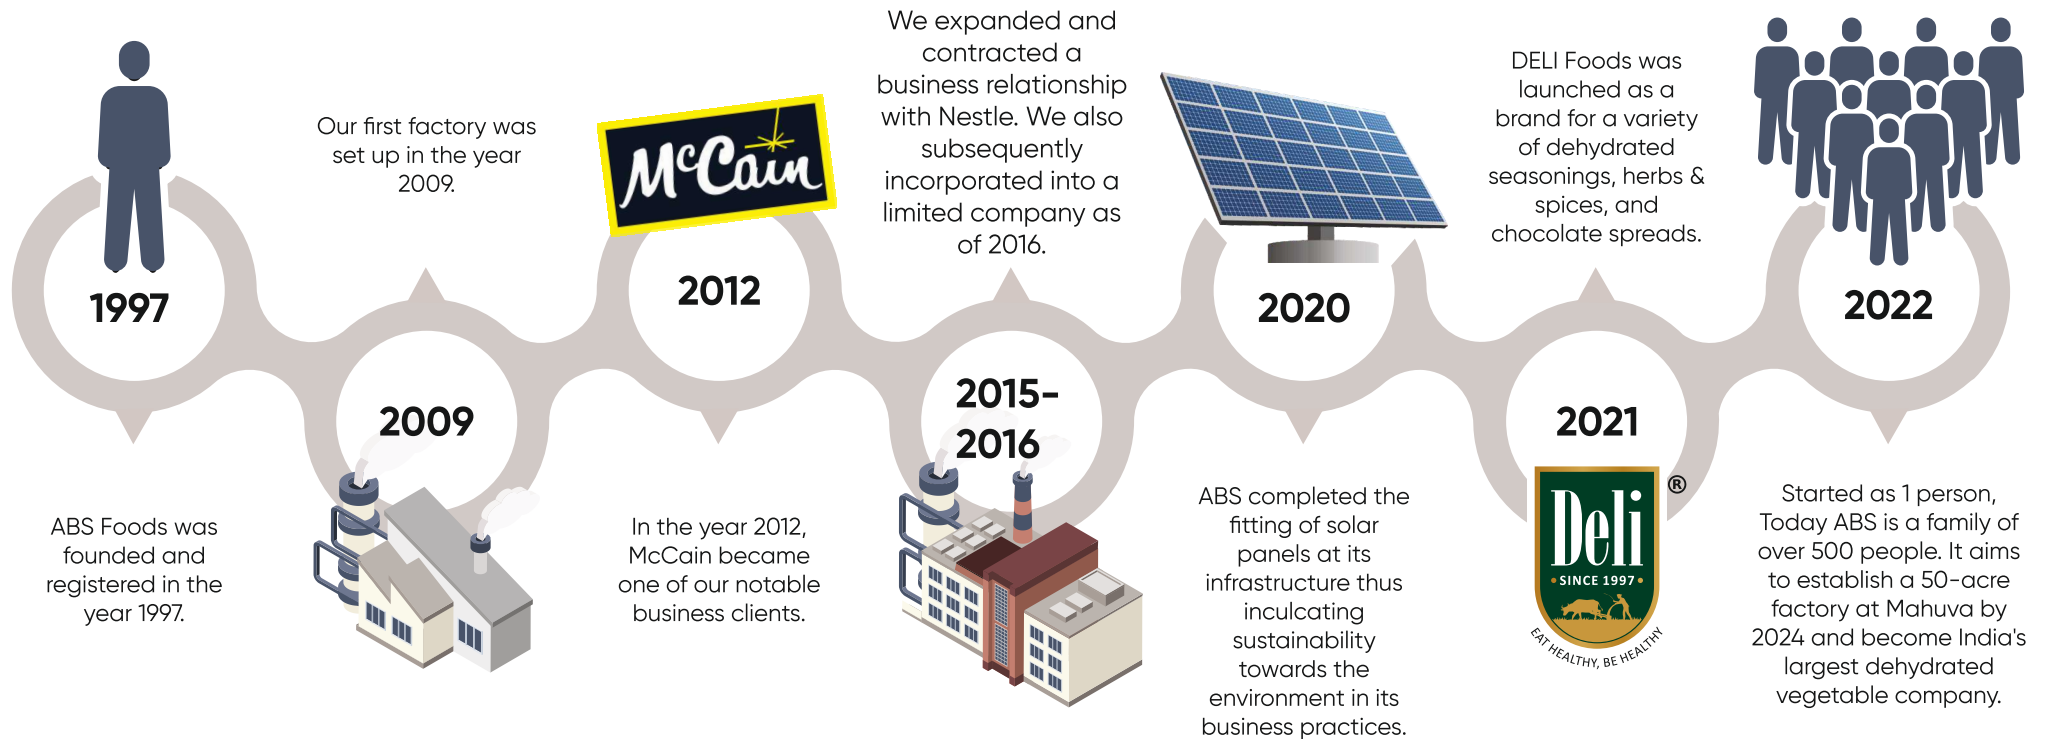 1997
ABS Foods was
founded and
registered in the
year 1997.
Our first factory was
set up in the year
2009.
2009
McCain
2012
In the year 2012,
McCain became
one of our notable
business clients.
We expanded and
contracted a
business relationship
with Nestle. We also
subsequently
incorporated into a
limited company as
of 2016.
2015-
2016
2020
ABS completed the
fitting of solar
panels at its
infrastructure thus
inculcating
sustainability
towards the
environment in its
business practices.
DELI Foods was
launched as a
brand for a variety
of dehydrated
seasonings, herbs &
spices, and
chocolate spreads.
2021
Deli ®
• SINCE 1997 •
EAT HEALTHY, BE HEALTHY
2022
Started as 1 person,
Today ABS is a family of
over 500 people. It aims
to establish a 50-acre
factory at Mahuva by
2024 and become India's
largest dehydrated
vegetable company.